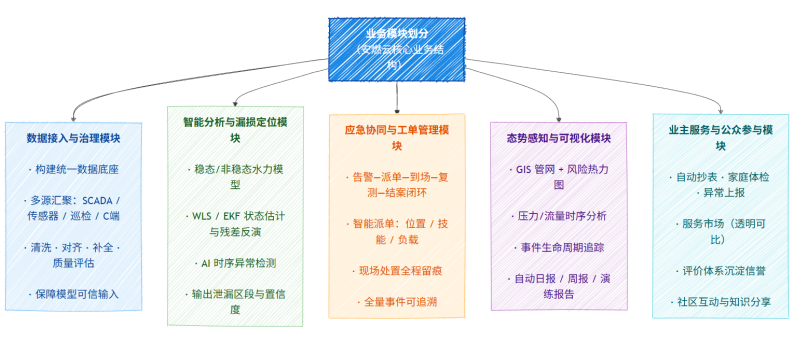 业务模块划分
（安燃云核心业务结
构）
数据接入与治理模块
· 构建统一数据底座
· 多源汇聚：SCADA /
传感器 / 巡检 / C端
· 清洗 · 对齐 · 补全 ·
质量评估
· 保障模型可信输入
智能分析与漏损定位模
块
· 稳态/非稳态水力模
型
· WLS / EKF 状态估计
与残差反演
· AI 时序异常检测
· 输出泄漏区段与置信
度
应急协同与工单管理模
块
· 告警—派单—到场—复
测—结案闭环
· 智能派单：位置 / 技
能 / 负载
· 现场处置全程留痕
· 全量事件可追溯
态势感知与可视化模
块
· GIS 管网 + 风险热力
图
· 压力/流量时序分析
· 事件生命周期追踪
· 自动日报 / 周报 / 演
练报告
业主服务与公众参与模
块
· 自动抄表 · 家庭体检
· 异常上报
· 服务市场（透明可
比）
· 评价体系沉淀信誉
· 社区互动与知识分享